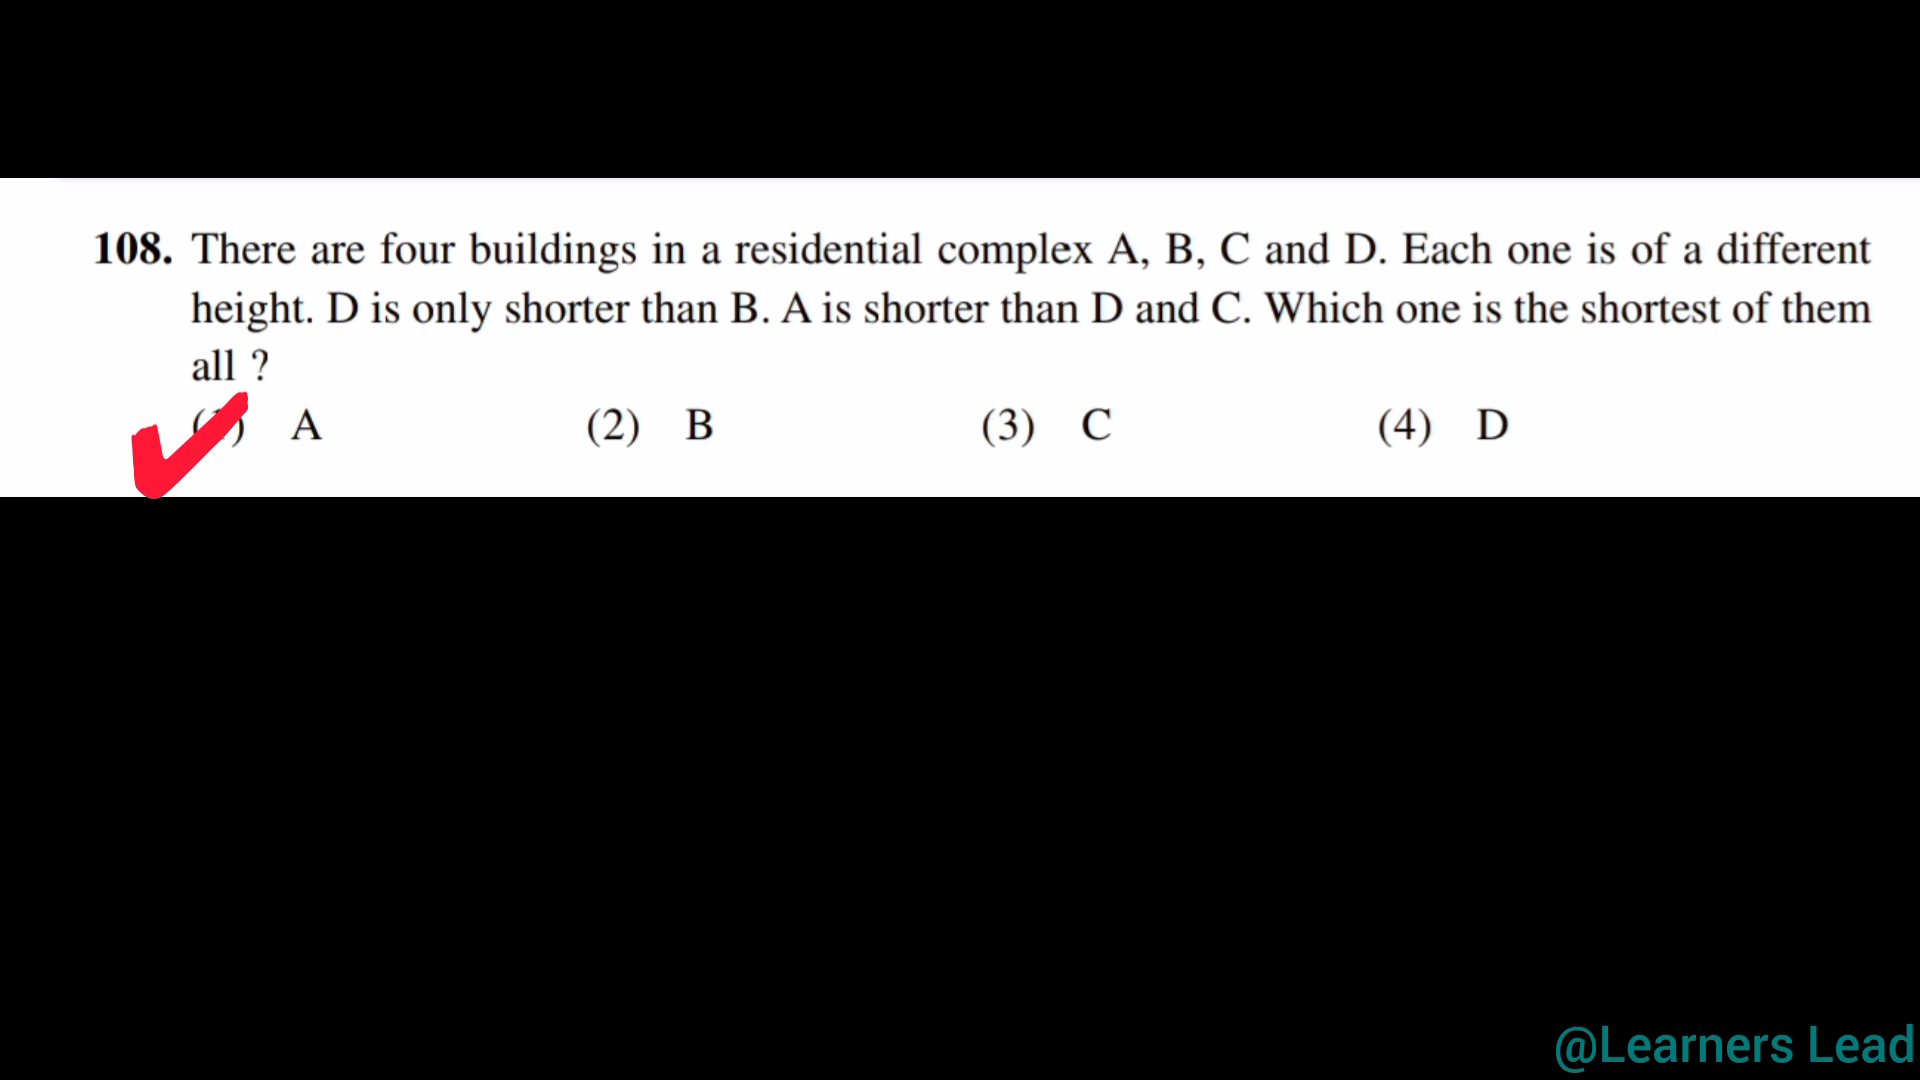 108. There are four buildings in a residential complex A, B, C and D. Each one is of a different
height. D is only shorter than B. A is shorter than D and C. Which one is the shortest of them
all ?
(1) A (2) B (3) C (4) D
@Learners Lead